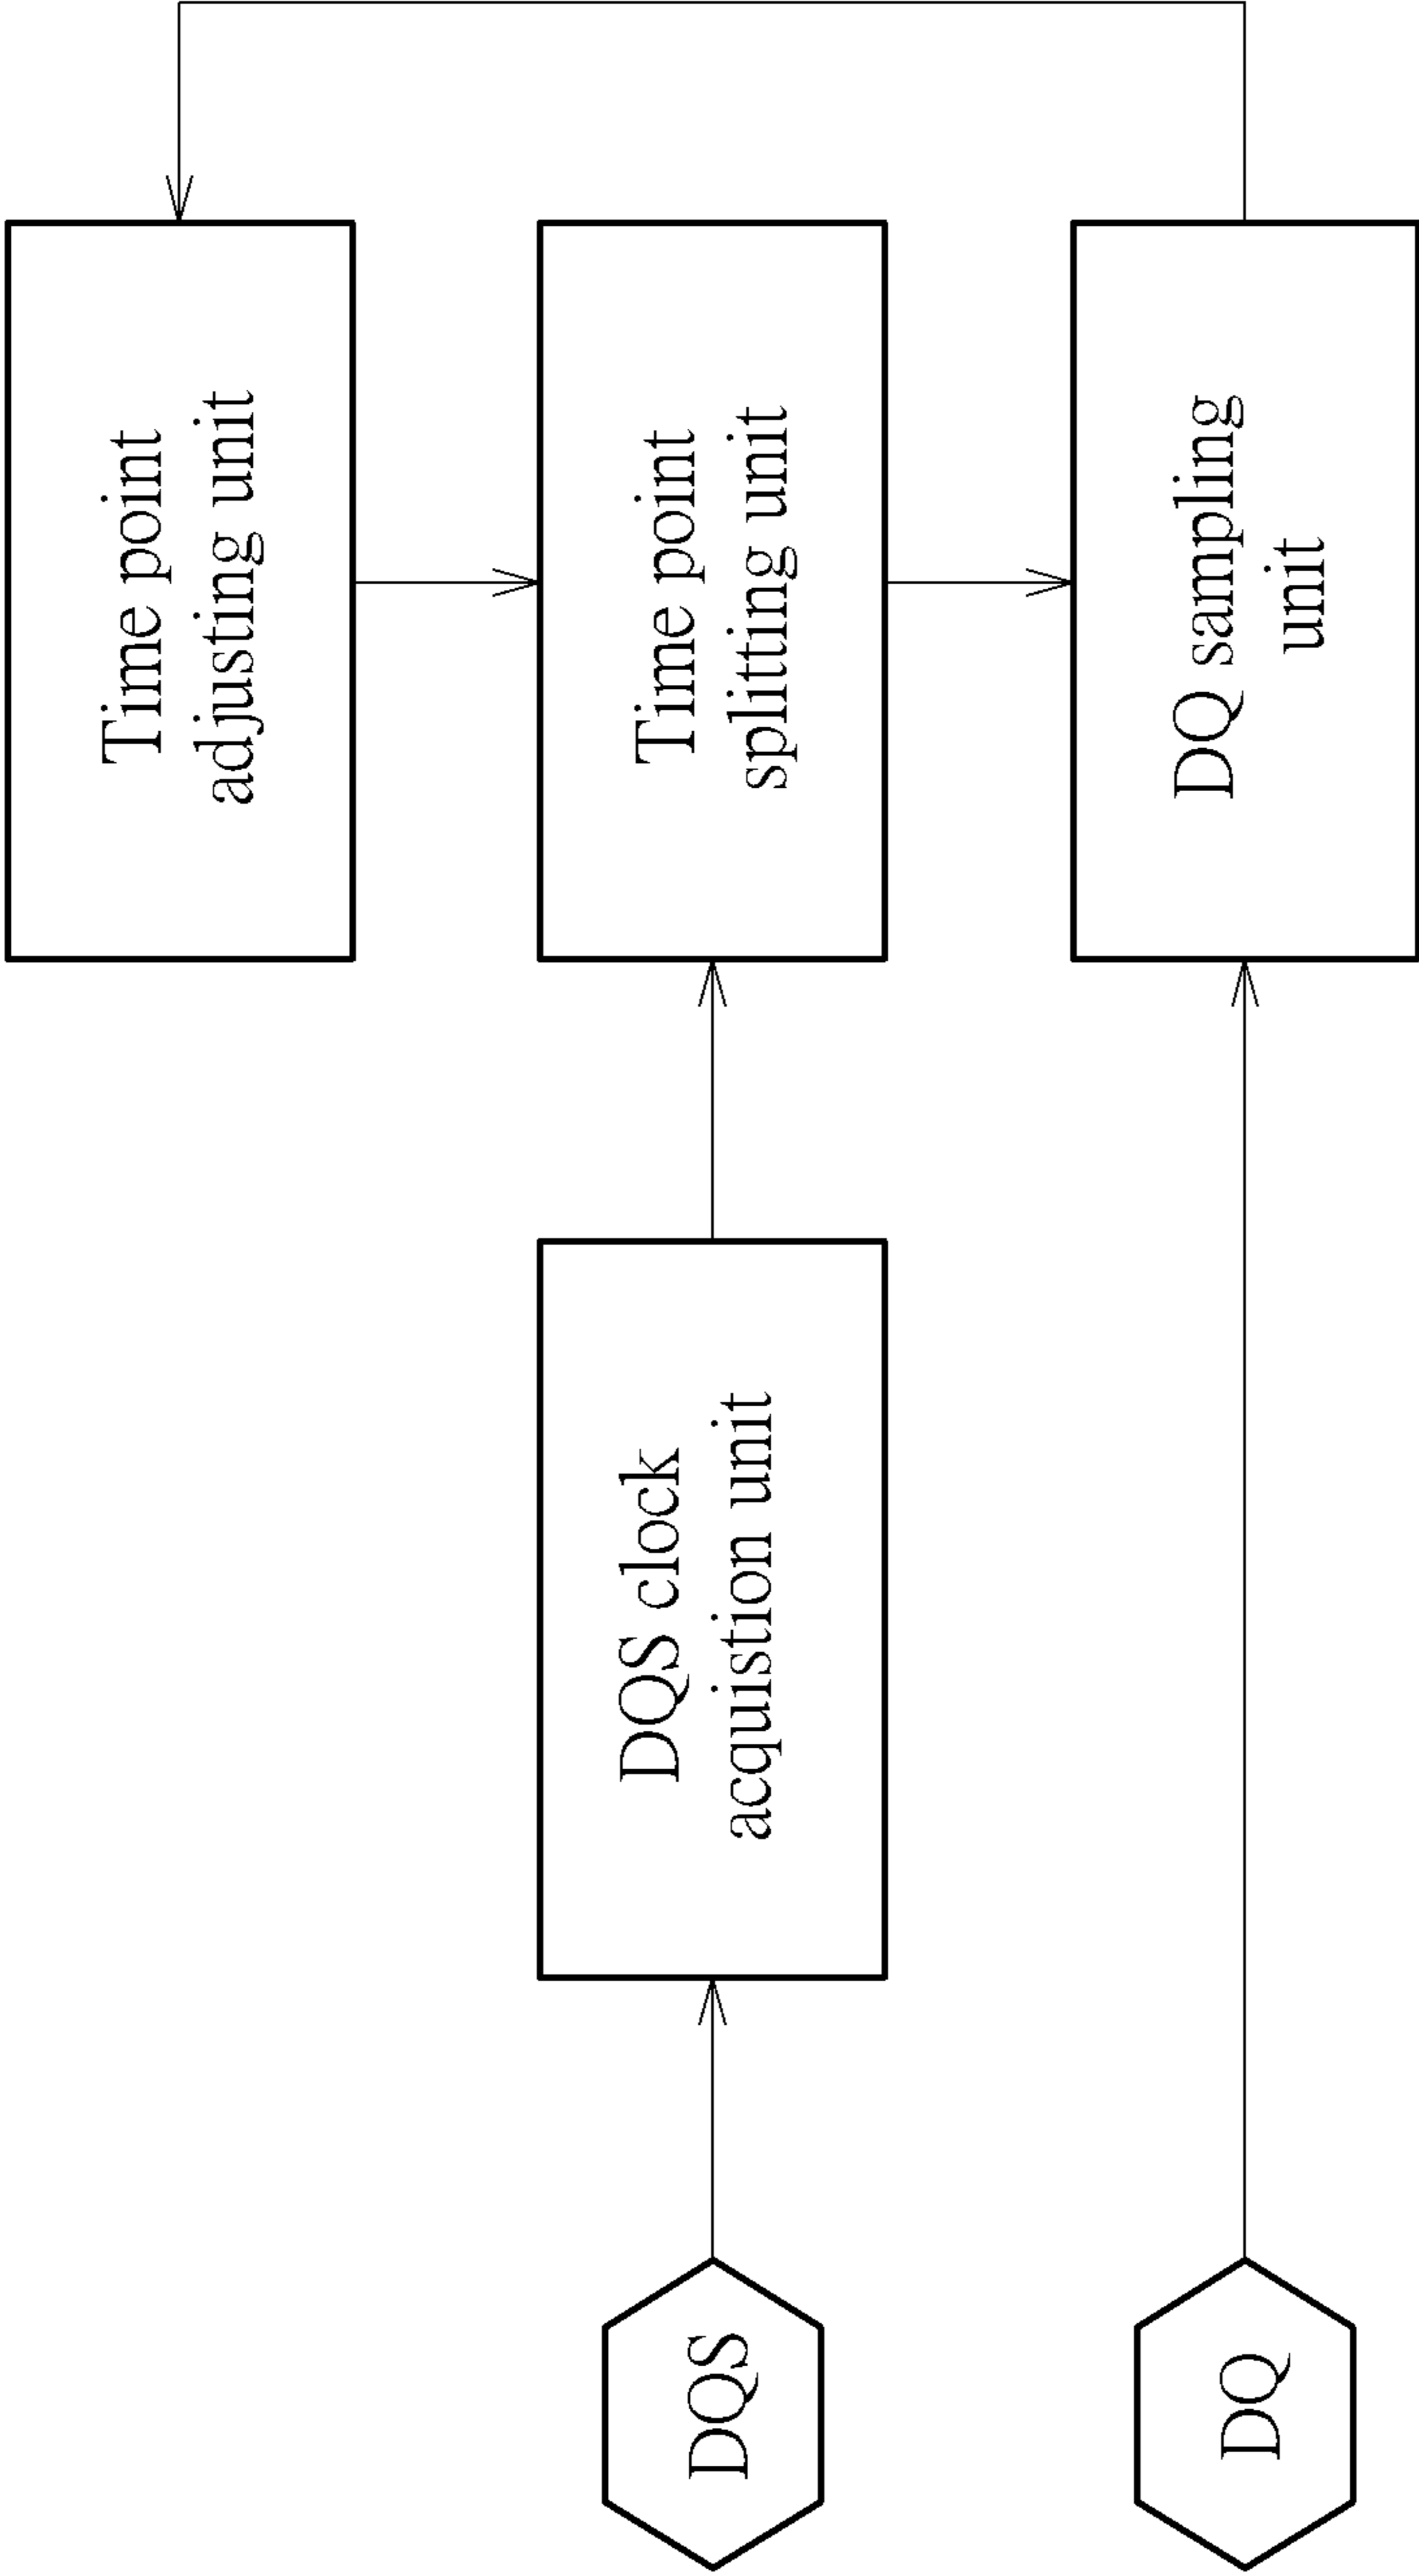 Time point
adjusting unit
DQS
DQS clock
acquistion unit
Time point
splitting unit
DQ
DQ sampling
unit